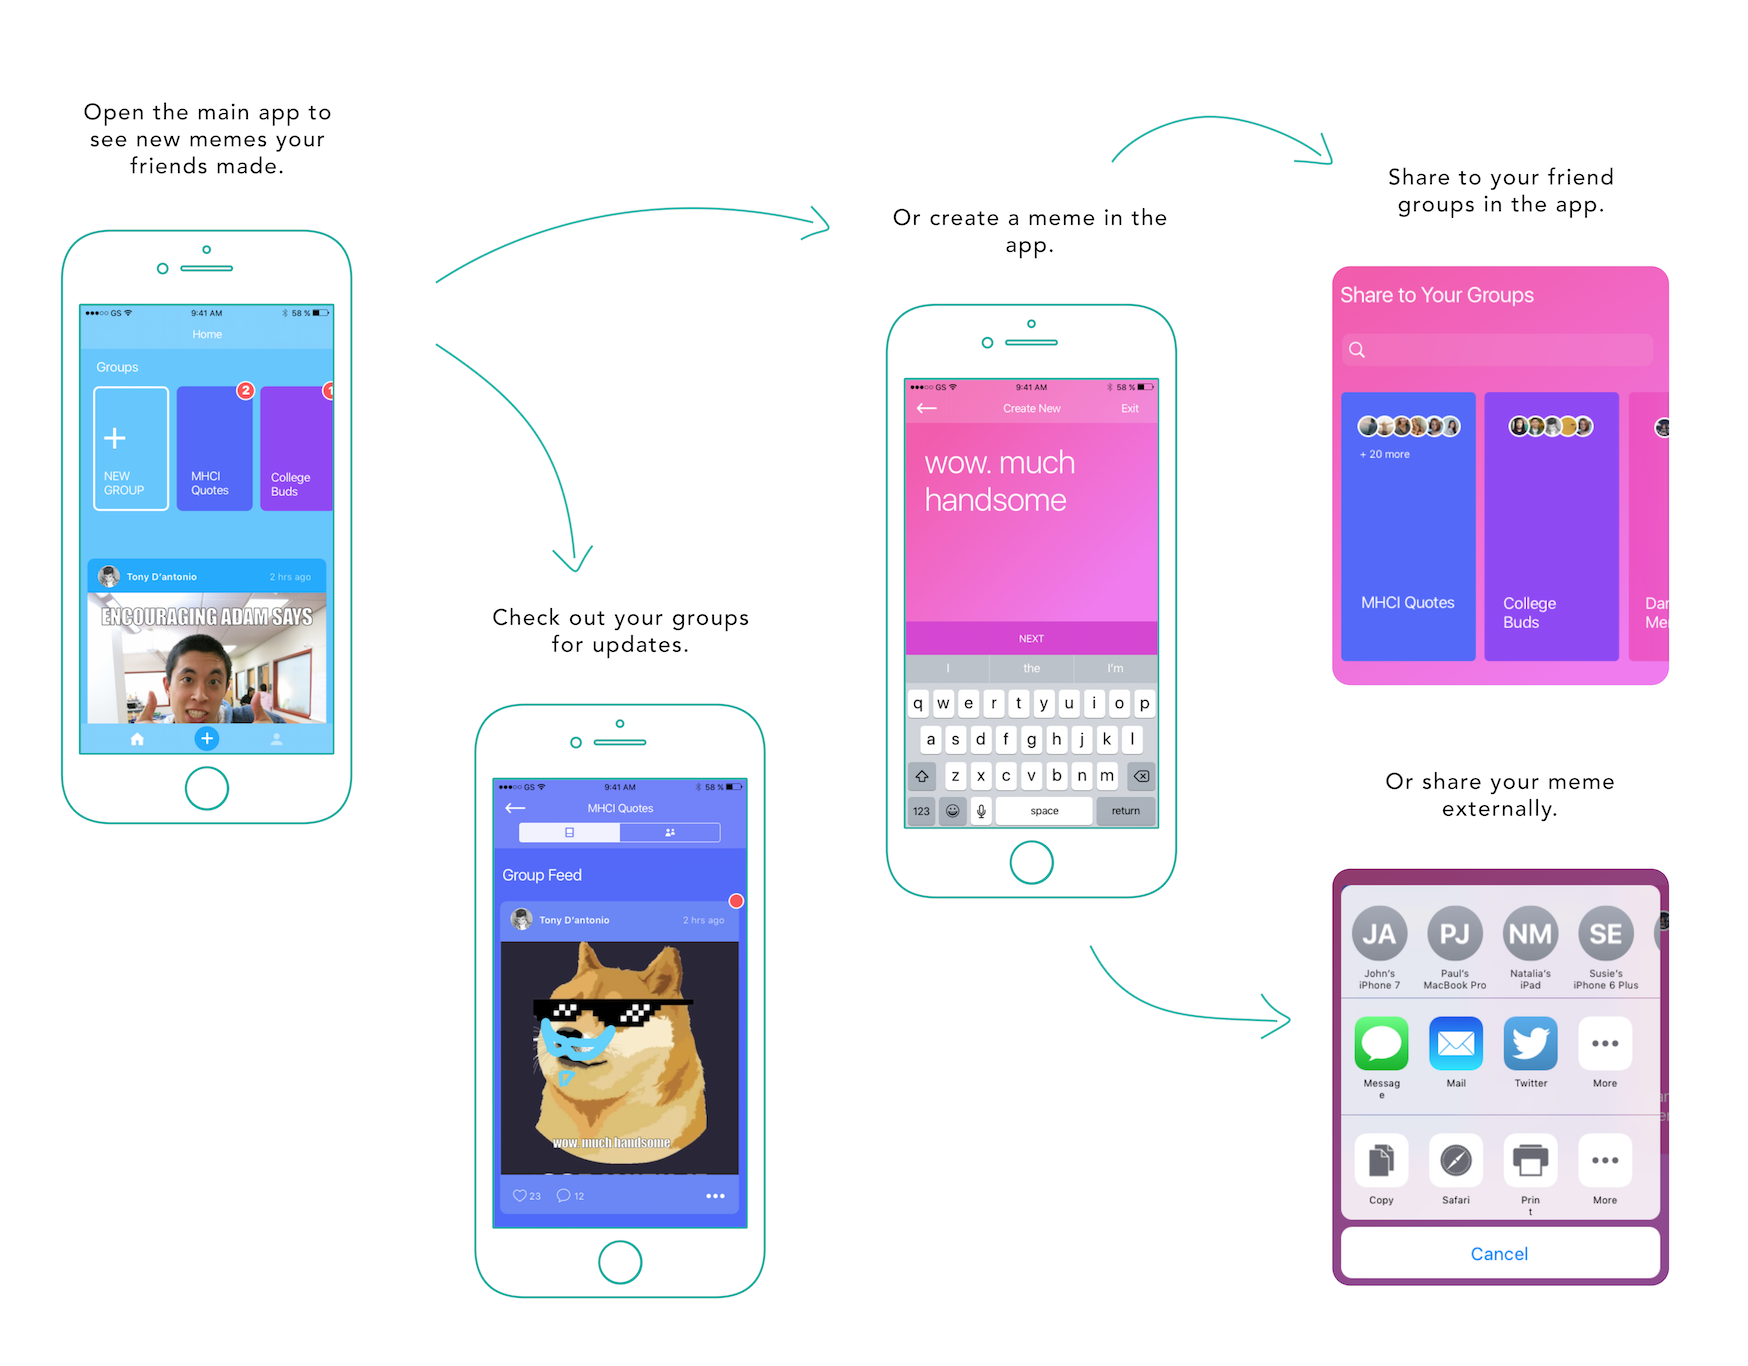 Open the main app to
see new memes your
friends made.
GS
9:41 AM
58 %
Home
Groups
2
1
NEW
GROUP
MHCI
Quotes
College
Buds
Tony D'antonio
2 hrs ago
ENCOURAGING ADAM SAYS
Check out your groups
for updates.
GS
9:41 AM
58 %
MHCI Quotes
Group Feed
Tony D'antonio
2 hrs ago
wow. much handsome
23
12
Or create a meme in the
app.
GS
9:41 AM
58 %
Create New
Exit
wow. much
handsome
NEXT
I
the
I'm
q w e r t y u i o p
a s d f g h j k l
z x c v b n m
123
space
return
Share to your friend
groups in the app.
Share to Your Groups
+ 20 more
MHCI Quotes
College
Buds
Dar
Me
Or share your meme
externally.
JA
PJ
NM
SE
John's
iPhone 7
Paul's
MacBook Pro
Natalia's
iPad
Susie's
iPhone 6 Plus
Messag
e
Mail
Twitter
More
Copy
Safari
Prin
t
More
Cancel